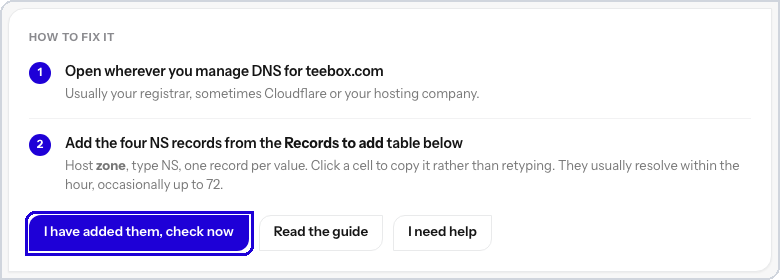 HOW TO FIX IT
1 Open wherever you manage DNS for teebox.com
Usually your registrar, sometimes Cloudflare or your hosting company.
2 Add the four NS records from the Records to add table below
Host zone, type NS, one record per value. Click a cell to copy it rather than retyping. They usually resolve within the
hour, occasionally up to 72.
I have added them, check now Read the guide I need help